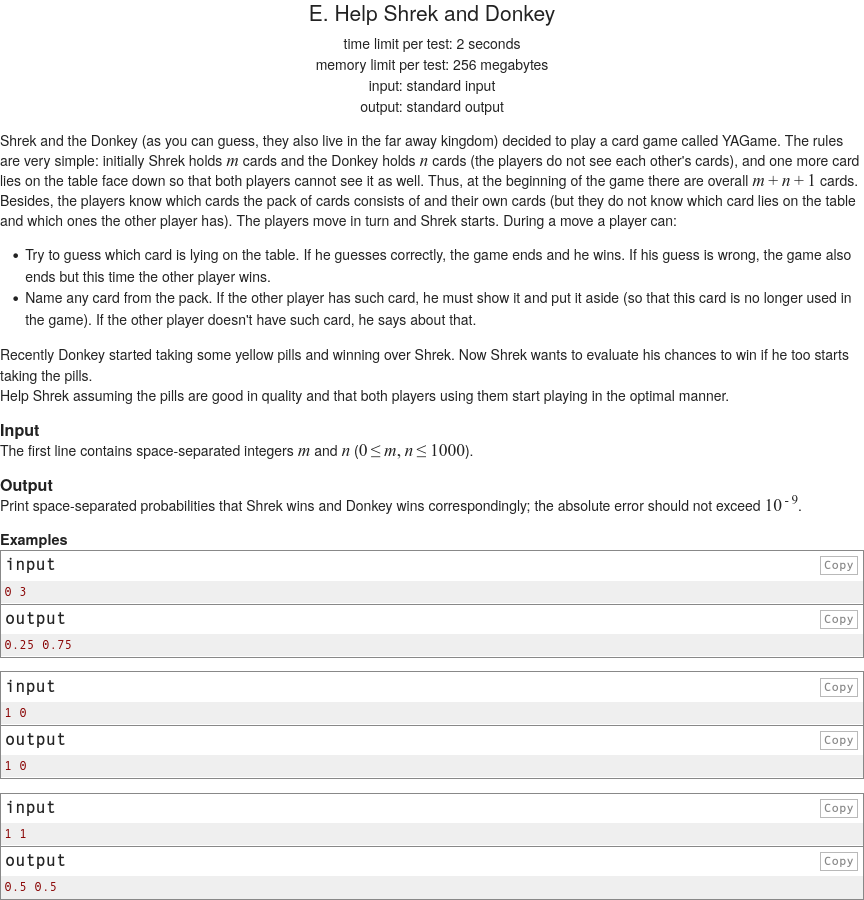 E. Help Shrek and Donkey
time limit per test: 2 seconds
memory limit per test: 256 megabytes
input: standard input
output: standard output
Shrek and the Donkey (as you can guess, they also live in the far away kingdom) decided to play a card game called YAGame. The rules
are very simple: initially Shrek holds m cards and the Donkey holds n cards (the players do not see each other's cards), and one more card
lies on the table face down so that both players cannot see it as well. Thus, at the beginning of the game there are overall m + n + 1 cards.
Besides, the players know which cards the pack of cards consists of and their own cards (but they do not know which card lies on the table
and which ones the other player has). The players move in turn and Shrek starts. During a move a player can:
• Try to guess which card is lying on the table. If he guesses correctly, the game ends and he wins. If his guess is wrong, the game also
ends but this time the other player wins.
• Name any card from the pack. If the other player has such card, he must show it and put it aside (so that this card is no longer used in
the game). If the other player doesn't have such card, he says about that.
Recently Donkey started taking some yellow pills and winning over Shrek. Now Shrek wants to evaluate his chances to win if he too starts
taking the pills.
Help Shrek assuming the pills are good in quality and that both players using them start playing in the optimal manner.
Input
The first line contains space-separated integers m and n (0 ≤ m, n ≤ 1000).
Output
Print space-separated probabilities that Shrek wins and Donkey wins correspondingly; the absolute error should not exceed 10^-9.
Examples
input Copy
0 3
output Copy
0.25 0.75
input Copy
1 0
output Copy
1 0
input Copy
1 1
output Copy
0.5 0.5